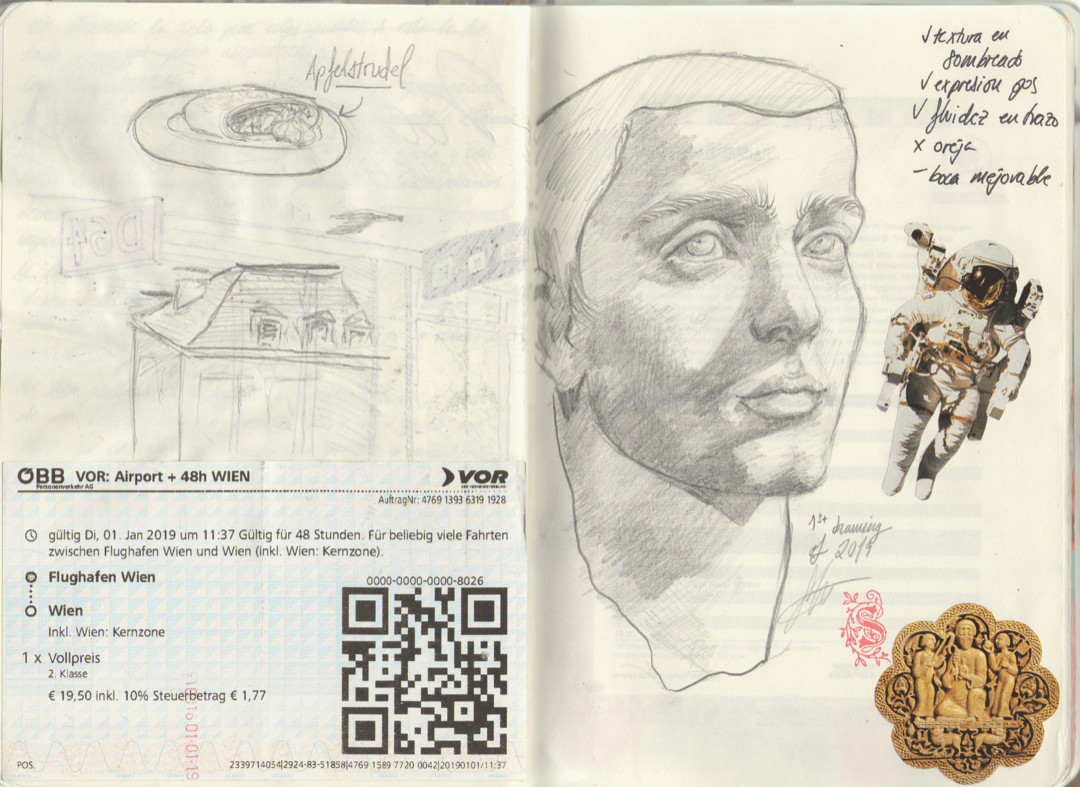 Apfelstrudel
ÖBB VOR: Airport + 48h WIEN
Personenverkehr AG
VOR
AuftragNr: 4769 1393 6319 1928
gültig Di, 01. Jan 2019 um 11:37 Gültig für 48 Stunden. Für beliebig viele Fahrten
zwischen Flughafen Wien und Wien (inkl. Wien: Kernzone).
Flughafen Wien
Wien
Inkl. Wien: Kernzone
1 x Vollpreis
2. Klasse
€ 19,50 inkl. 10% Steuerbetrag € 1,77
0000-0000-0000-8026
POS.
2339714054|2924-83-51858|4769 1589 7720 0042|20190101/11:37
✓ textura en
sombreado
✓ expresion ojos
✓ fluidez en trazo
x oreja
- boca mejorable
1st drawing
of 2019
S